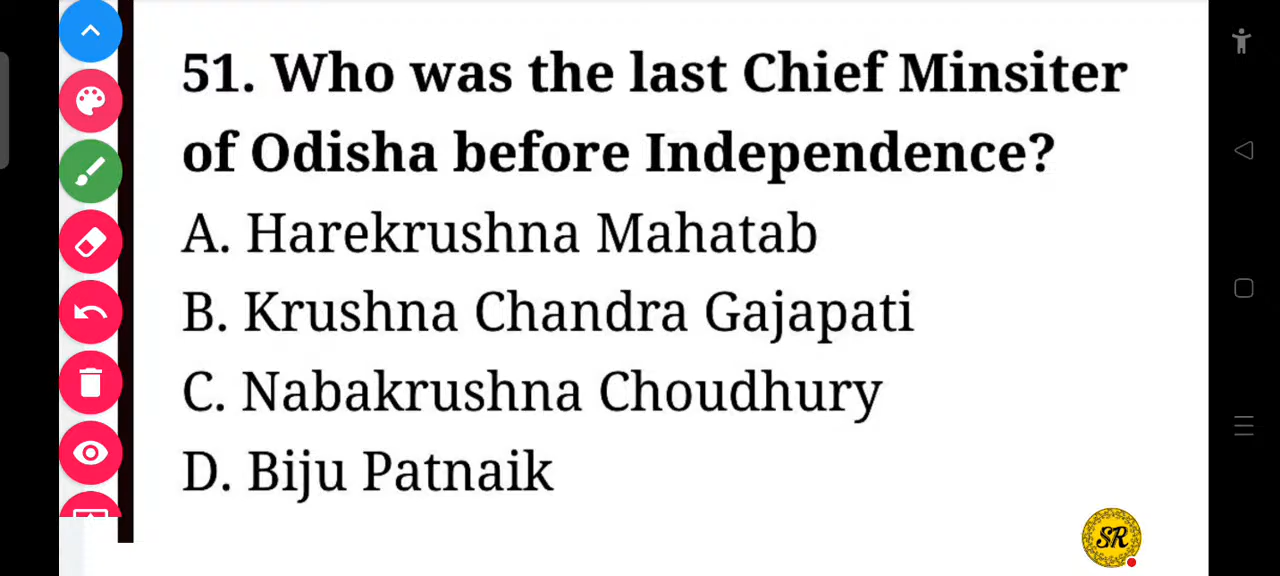 51. Who was the last Chief Minsiter
of Odisha before Independence?
A. Harekrushna Mahatab
B. Krushna Chandra Gajapati
C. Nabakrushna Choudhury
D. Biju Patnaik
SR